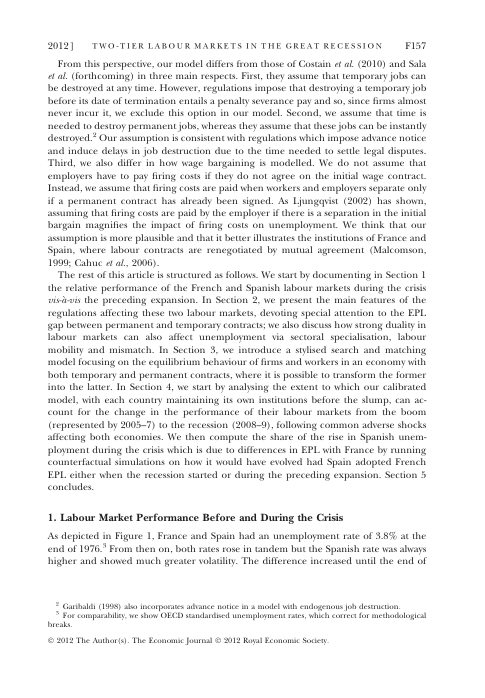 2012] TWO-TIER LABOUR MARKETS IN THE GREAT RECESSION F157
From this perspective, our model differs from those of Costain et al. (2010) and Sala
et al. (forthcoming) in three main respects. First, they assume that temporary jobs can
be destroyed at any time. However, regulations impose that destroying a temporary job
before its date of termination entails a penalty severance pay and so, since firms almost
never incur it, we exclude this option in our model. Second, we assume that time is
needed to destroy permanent jobs, whereas they assume that these jobs can be instantly
destroyed.2 Our assumption is consistent with regulations which impose advance notice
and induce delays in job destruction due to the time needed to settle legal disputes.
Third, we also differ in how wage bargaining is modelled. We do not assume that
employers have to pay firing costs if they do not agree on the initial wage contract.
Instead, we assume that firing costs are paid when workers and employers separate only
if a permanent contract has already been signed. As Ljungqvist (2002) has shown,
assuming that firing costs are paid by the employer if there is a separation in the initial
bargain magnifies the impact of firing costs on unemployment. We think that our
assumption is more plausible and that it better illustrates the institutions of France and
Spain, where labour contracts are renegotiated by mutual agreement (Malcomson,
1999; Cahuc et al., 2006).
The rest of this article is structured as follows. We start by documenting in Section 1
the relative performance of the French and Spanish labour markets during the crisis
vis-à-vis the preceding expansion. In Section 2, we present the main features of the
regulations affecting these two labour markets, devoting special attention to the EPL
gap between permanent and temporary contracts; we also discuss how strong duality in
labour markets can also affect unemployment via sectoral specialisation, labour
mobility and mismatch. In Section 3, we introduce a stylised search and matching
model focusing on the equilibrium behaviour of firms and workers in an economy with
both temporary and permanent contracts, where it is possible to transform the former
into the latter. In Section 4, we start by analysing the extent to which our calibrated
model, with each country maintaining its own institutions before the slump, can ac-
count for the change in the performance of their labour markets from the boom
(represented by 2005–7) to the recession (2008–9), following common adverse shocks
affecting both economies. We then compute the share of the rise in Spanish unem-
ployment during the crisis which is due to differences in EPL with France by running
counterfactual simulations on how it would have evolved had Spain adopted French
EPL either when the recession started or during the preceding expansion. Section 5
concludes.
1. Labour Market Performance Before and During the Crisis
As depicted in Figure 1, France and Spain had an unemployment rate of 3.8% at the
end of 1976.3 From then on, both rates rose in tandem but the Spanish rate was always
higher and showed much greater volatility. The difference increased until the end of
2 Garibaldi (1998) also incorporates advance notice in a model with endogenous job destruction.
3 For comparability, we show OECD standardised unemployment rates, which correct for methodological
breaks.
© 2012 The Author(s). The Economic Journal © 2012 Royal Economic Society.